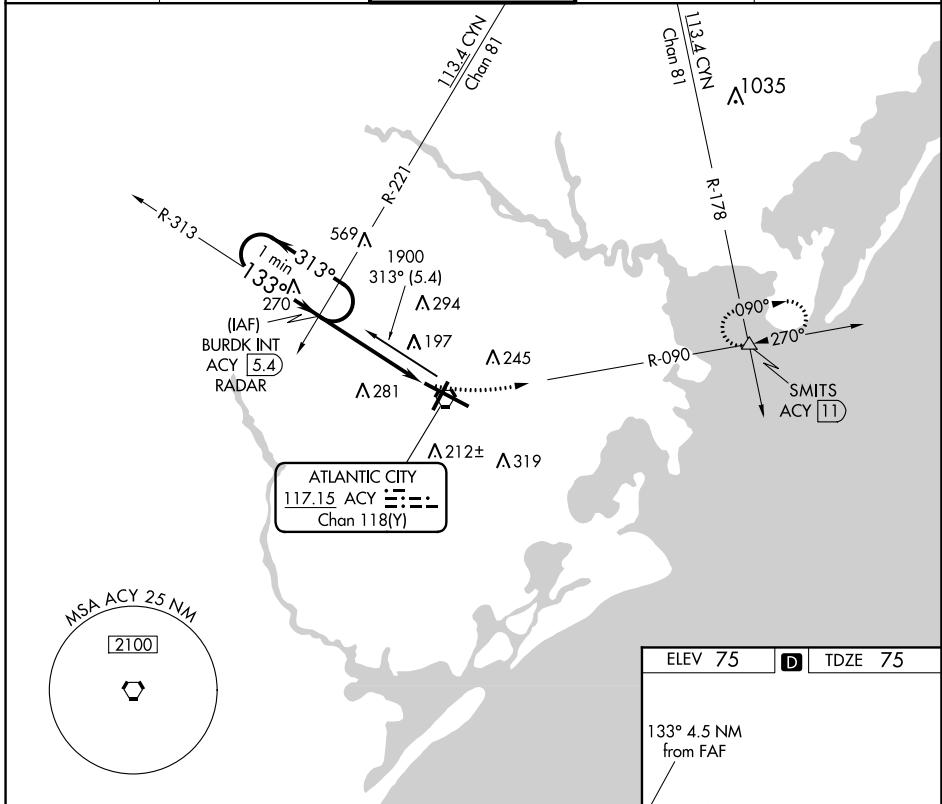 113.4 CYN
Chan 81
113.4 CYN
Chan 81
1035
R-221
R-178
R-313
569
1 min
313°
133°
1900
313° (5.4)
270
294
(IAF)
BURDK INT
ACY 5.4
RADAR
197
245
281
090°
270°
R-090
SMITS
ACY 11
212±
319
ATLANTIC CITY
117.15 ACY
Chan 118(Y)
MSA ACY 25 NM
2100
ELEV 75 D TDZE 75
133° 4.5 NM
from FAF